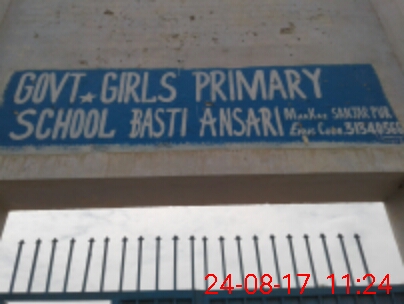 GOVT★GIRLS PRIMARY
SCHOOL BASTI ANSARI
SANJAR PUR
24-08-17 11:24